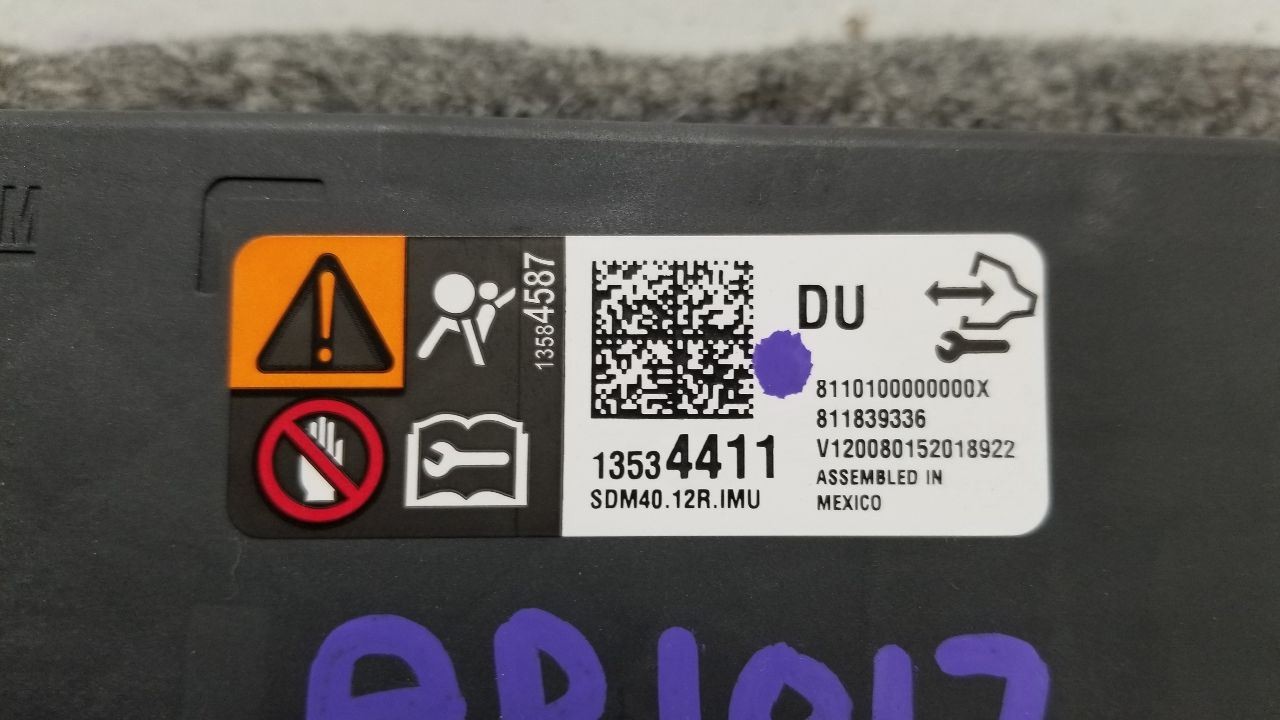 M
13584587
DU
8110100000000X
811839336
V120080152018922
ASSEMBLED IN
MEXICO
13534411
SDM40.12R.IMU